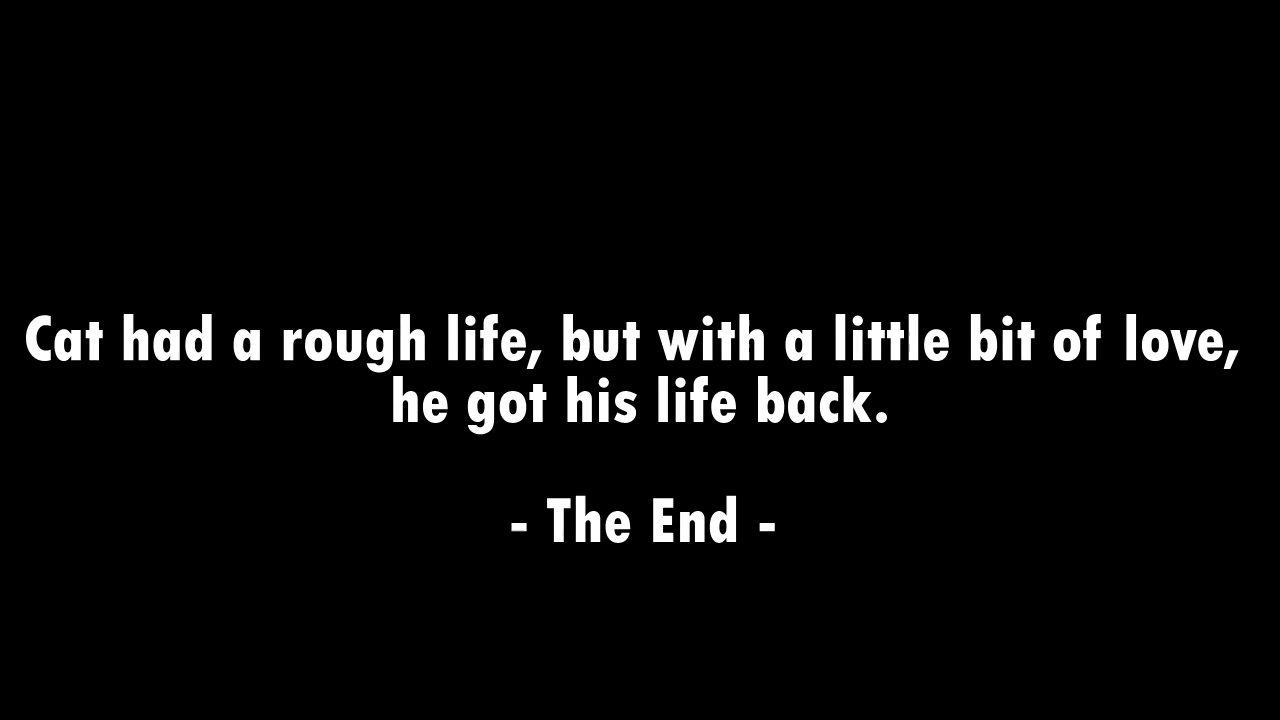 Cat had a rough life, but with a little bit of love,
he got his life back.
- The End -